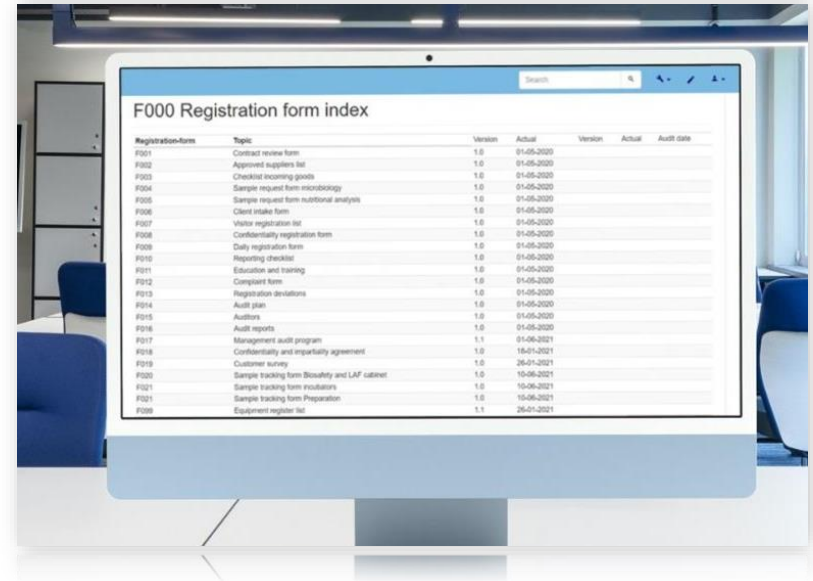 Search
F000 Registration form index
Registration-form Topic Version Actual Version Actual Audit date
F001 Contract review form 1.0 01-05-2020
F002 Approved suppliers list 1.0 01-05-2020
F003 Checklist incoming goods 1.0 01-05-2020
F004 Sample request form microbiology 1.0 01-05-2020
F005 Sample request form nutritional analysis 1.0 01-05-2020
F006 Client intake form 1.0 01-05-2020
F007 Visitor registration list 1.0 01-05-2020
F008 Confidentiality registration form 1.0 01-05-2020
F009 Daily registration form 1.0 01-05-2020
F010 Reporting checklist 1.0 01-05-2020
F011 Education and training 1.0 01-05-2020
F012 Complaint form 1.0 01-05-2020
F013 Registration deviations 1.0 01-05-2020
F014 Audit plan 1.0 01-05-2020
F015 Auditors 1.0 01-05-2020
F016 Audit reports 1.0 01-05-2020
F017 Management audit program 1.1 01-06-2021
F018 Confidentiality and impartiality agreement 1.0 18-01-2021
F019 Customer survey 1.0 26-01-2021
F020 Sample tracking form Biosafety and LAF cabinet 1.0 10-06-2021
F021 Sample tracking form incubators 1.0 10-06-2021
F021 Sample tracking form Preparation 1.0 10-06-2021
F099 Equipment register list 1.1 26-01-2021